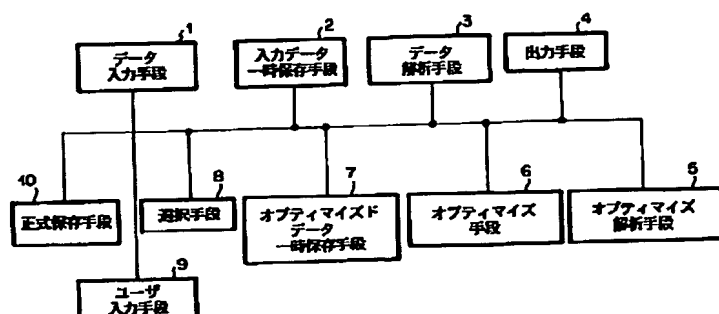 1
データ
入力手段
2
入力データ
一時保存手段
3
データ
解析手段
4
出力手段
10
正式保存手段
8
選択手段
7
オプティマイズド
データ
一時保存手段
6
オプティマイズ
手段
5
オプティマイズ
解析手段
9
ユーザ
入力手段